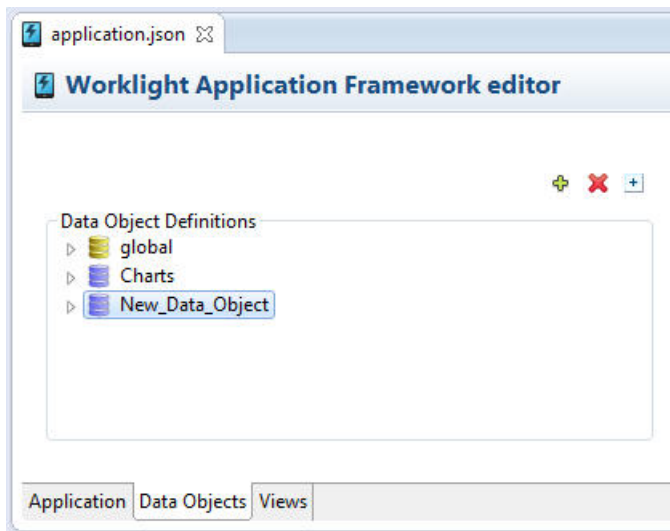 application.json
Worklight Application Framework editor
Data Object Definitions
global
Charts
New_Data_Object
Application Data Objects Views